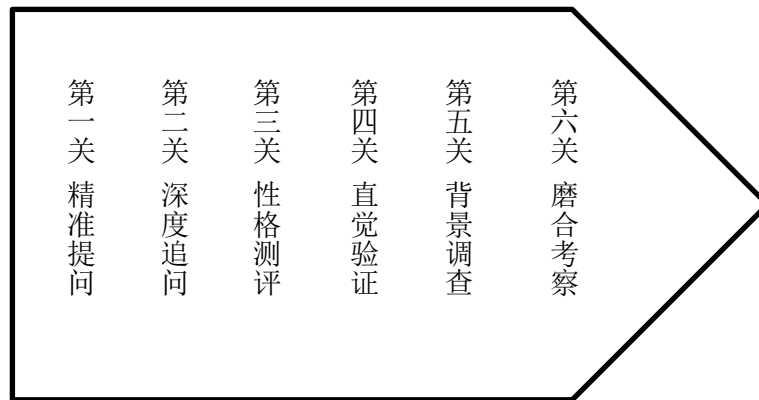 第一关 精准提问
第二关 深度追问
第三关 性格测评
第四关 直觉验证
第五关 背景调查
第六关 磨合考察